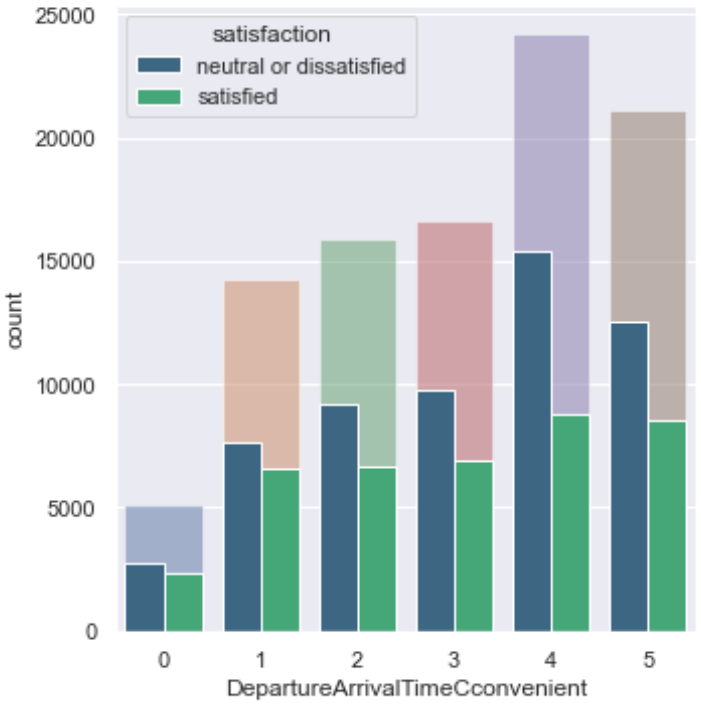 25000
20000
15000
10000
5000
0
count
satisfaction
neutral or dissatisfied
satisfied
0 1 2 3 4 5
DepartureArrivalTimeCconvenient